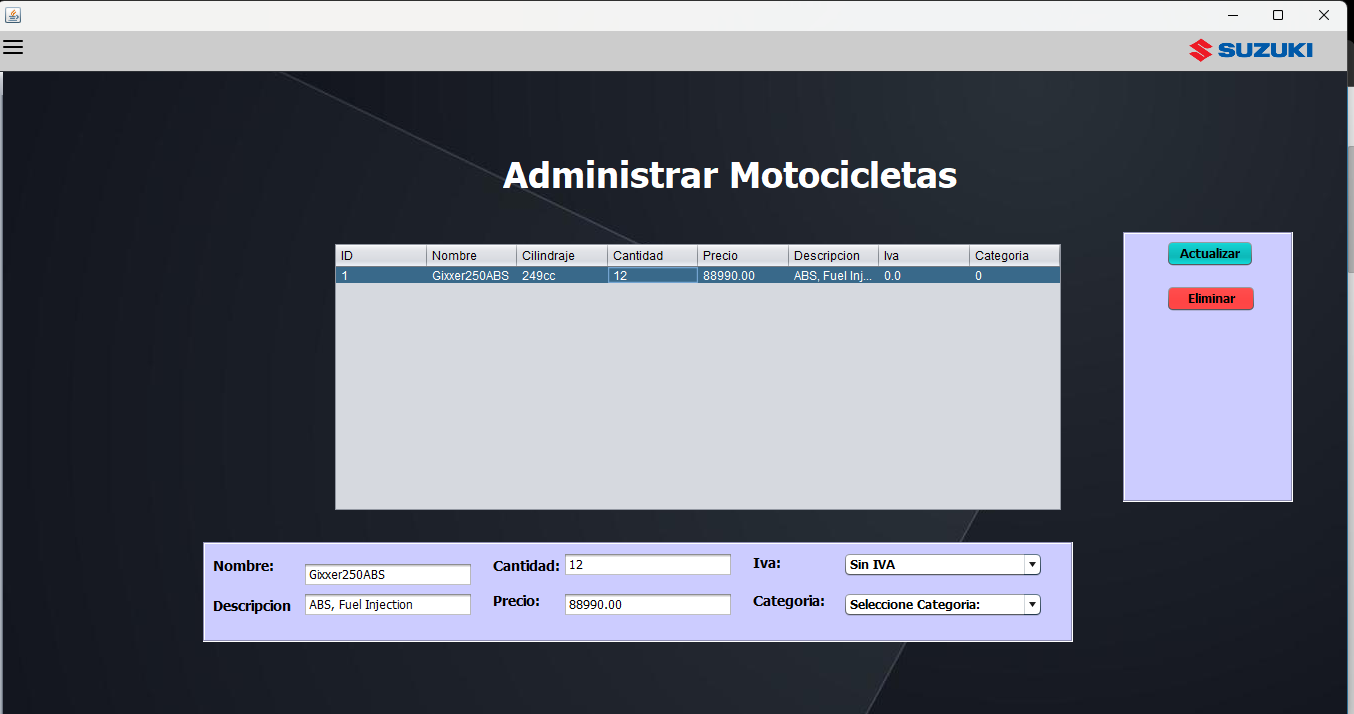 SUZUKI
Administrar Motocicletas
ID Nombre Cilindraje Cantidad Precio Descripcion Iva Categoria
1 Gixxer250ABS 249cc 12 88990.00 ABS, Fuel Inj... 0.0 0
Actualizar
Eliminar
Nombre: Gixxer250ABS Cantidad: 12 Iva: Sin IVA
Descripcion ABS, Fuel Injection Precio: 88990.00 Categoria: Seleccione Categoria: